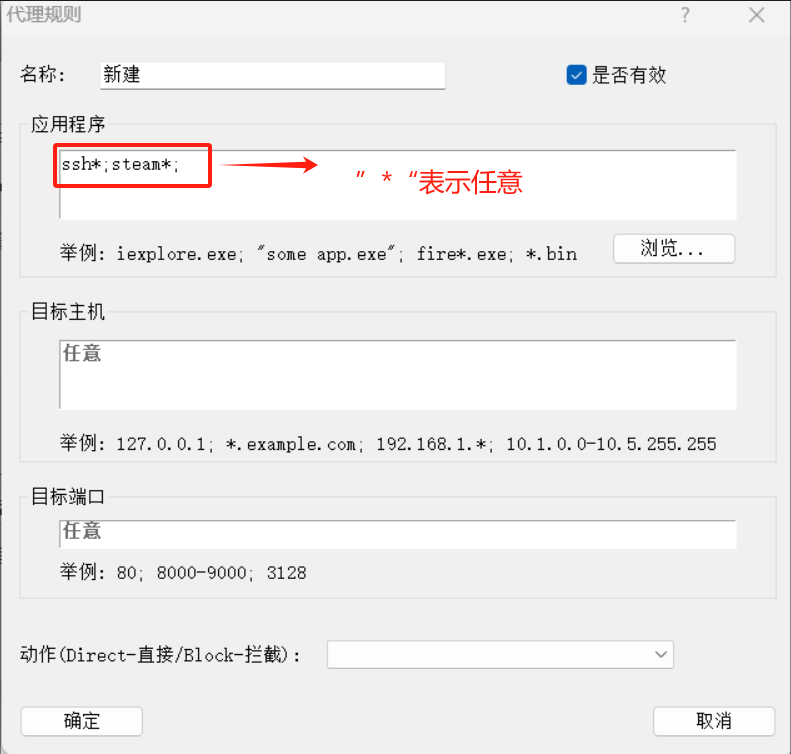 代理规则
?
名称:
新建
是否有效
应用程序
ssh*;steam*;
”*“表示任意
举例: iexplore.exe; "some app.exe"; fire*.exe; *.bin
浏览...
目标主机
任意
举例: 127.0.0.1; *.example.com; 192.168.1.*; 10.1.0.0-10.5.255.255
目标端口
任意
举例: 80; 8000-9000; 3128
动作(Direct-直接/Block-拦截):
确定
取消